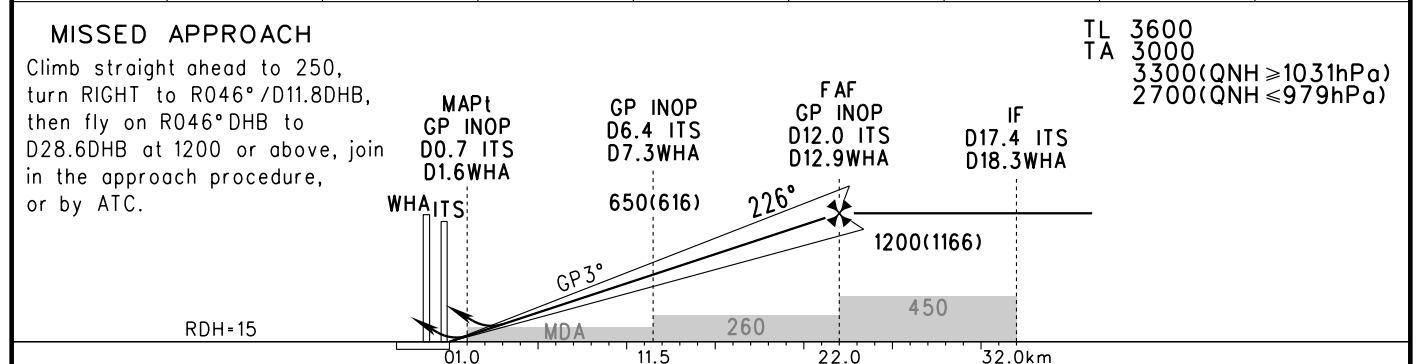 MISSED APPROACH
Climb straight ahead to 250,
turn RIGHT to R046°/D11.8DHB,
then fly on R046°DHB to
D28.6DHB at 1200 or above, join
in the approach procedure,
or by ATC.
TL 3600
TA 3000
3300(QNH≥1031hPa)
2700(QNH≤979hPa)
MAPt
GP INOP
D0.7 ITS
D1.6WHA
GP INOP
D6.4 ITS
D7.3WHA
650(616)
FAF
GP INOP
D12.0 ITS
D12.9WHA
IF
D17.4 ITS
D18.3WHA
WHA
ITS
226°
1200(1166)
GP3°
RDH=15
MDA
260
450
01.0
11.5
22.0
32.0km